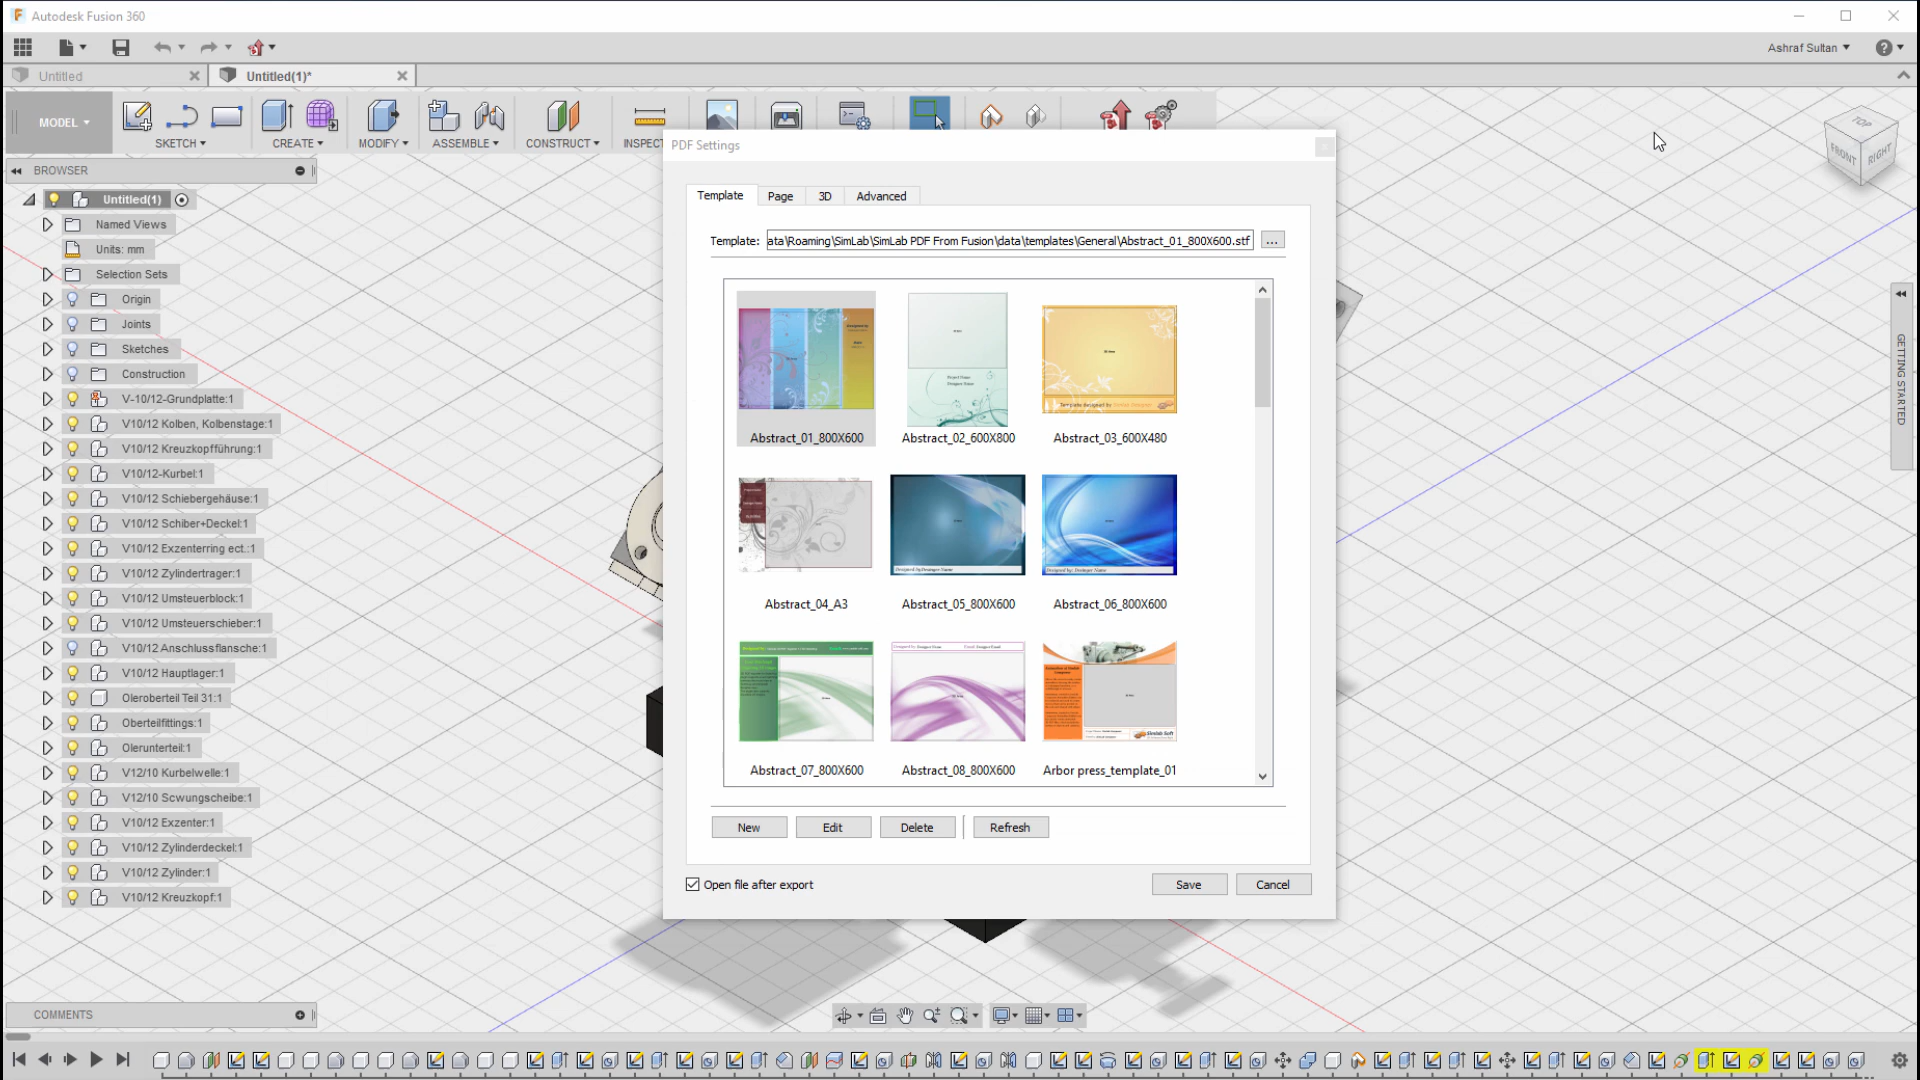 Autodesk Fusion 360
Ashraf Sultan
Untitled
Untitled(1)*
MODEL
SKETCH
CREATE
MODIFY
ASSEMBLE
CONSTRUCT
INSPECT
TOP
FRONT
RIGHT
BROWSER
Untitled(1)
Named Views
Units: mm
Selection Sets
Origin
Joints
Sketches
Construction
V-10/12-Grundplatte:1
V10/12 Kolben, Kolbenstage:1
V10/12 Kreuzkopfführung:1
V10/12-Kurbel:1
V10/12 Schiebergehäuse:1
V10/12 Schiber+Deckel:1
V10/12 Exzenterring ect.:1
V10/12 Zylindertrager:1
V10/12 Umsteuerblock:1
V10/12 Umsteuerschieber:1
V10/12 Anschlussflansche:1
V10/12 Hauptlager:1
Oleroberteil Teil 31:1
Oberteilfittings:1
Olerunterteil:1
V12/10 Kurbelwelle:1
V12/10 Scwungscheibe:1
V12/10 Exzenter:1
V10/12 Zylinderdeckel:1
V10/12 Zylinder:1
V10/12 Kreuzkopf:1
COMMENTS
PDF Settings
Template
Page
3D
Advanced
Template:
ata\Roaming\SimLab\SimLab PDF From Fusion\data\templates\General\Abstract_01_800X600.stf
...
Abstract_01_800X600
Abstract_02_600X800
Abstract_03_600X480
Abstract_04_A3
Abstract_05_800X600
Abstract_06_800X600
Abstract_07_800X600
Abstract_08_800X600
Arbor press_template_01
New
Edit
Delete
Refresh
Open file after export
Save
Cancel
GETTING STARTED